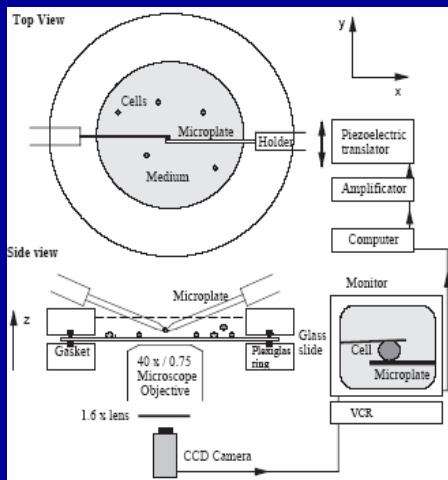 Top View
y
x
Cells
Microplate
Holder
Medium
Piezoelectric
translator
Amplificator
Computer
Side view
Monitor
Microplate
z
Glass
slide
Gasket
Plexiglas
ring
40 x / 0.75
Microscope
Objective
Cell
Microplate
1.6 x lens
VCR
CCD Camera